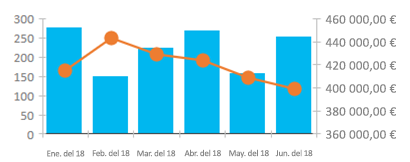 300
250
200
150
100
50
0
460 000,00 €
440 000,00 €
420 000,00 €
400 000,00 €
380 000,00 €
360 000,00 €
Ene. del 18 Feb. del 18 Mar. del 18 Abr. del 18 May. del 18 Jun. del 18